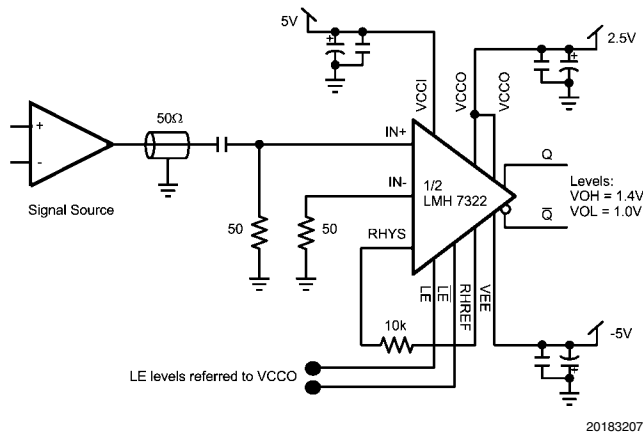 5V
2.5V
VCCI
VCCO
VCCO
50Ω
+
-
Signal Source
IN+
IN-
1/2
LMH 7322
RHYS
50
50
Q
Levels:
VOH = 1.4V
VOL = 1.0V
Q̅
LE
L̅E̅
RHREF
VEE
10k
-5V
LE levels referred to VCCO
20183207